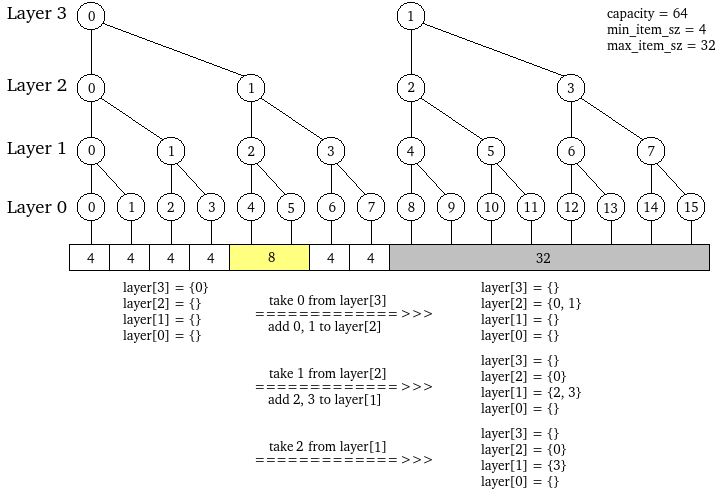 Layer 3 0 1 capacity = 64
min_item_sz = 4
max_item_sz = 32
Layer 2 0 1 2 3
Layer 1 0 1 2 3 4 5 6 7
Layer 0 0 1 2 3 4 5 6 7 8 9 10 11 12 13 14 15
4 4 4 4 8 4 4 32
layer[3] = {0}
layer[2] = {}
layer[1] = {}
layer[0] = {}
take 0 from layer[3]
=============>>>
add 0, 1 to layer[2]
layer[3] = {}
layer[2] = {0, 1}
layer[1] = {}
layer[0] = {}
take 1 from layer[2]
=============>>>
add 2, 3 to layer[1]
layer[3] = {}
layer[2] = {0}
layer[1] = {2, 3}
layer[0] = {}
take 2 from layer[1]
=============>>>
layer[3] = {}
layer[2] = {0}
layer[1] = {3}
layer[0] = {}